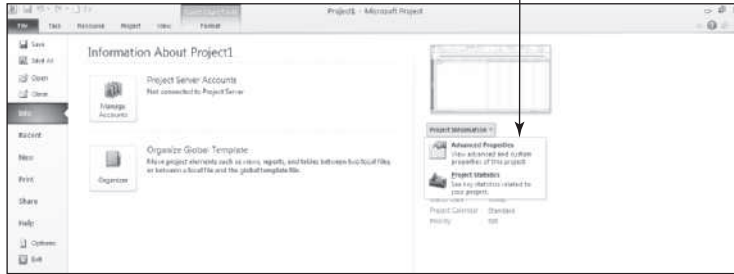 Project1 - Microsoft Project
File Task Resource Project View Format
Save
Save As
Open
Close
Info
Recent
New
Print
Share
Help
Options
Exit
Information About Project1
Manage Accounts
Project Server Accounts
Not connected to Project Server
Organizer
Organize Global Template
Move project elements such as views, reports, and tables between two local files
or between a local file and the global template file.
Project Information
Advanced Properties
View advanced and custom
properties of this project
Project Statistics
See key statistics related to
your project.
Project Calendar Standard
Priority 500